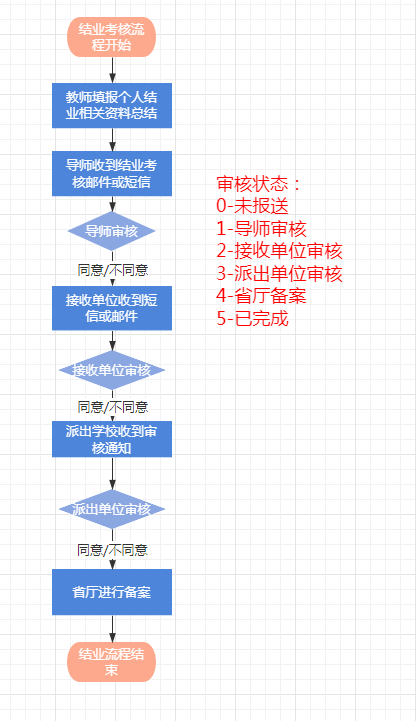 结业考核流
程开始
教师填报个人结
业相关资料总结
导师收到结业考
核邮件或短信
导师审核
同意/不同意
接收单位收到短
信或邮件
接收单位审核
同意/不同意
派出学校收到审
核通知
派出单位审核
同意/不同意
省厅进行备案
结业流程结
束
审核状态：
0-未报送
1-导师审核
2-接收单位审核
3-派出单位审核
4-省厅备案
5-已完成